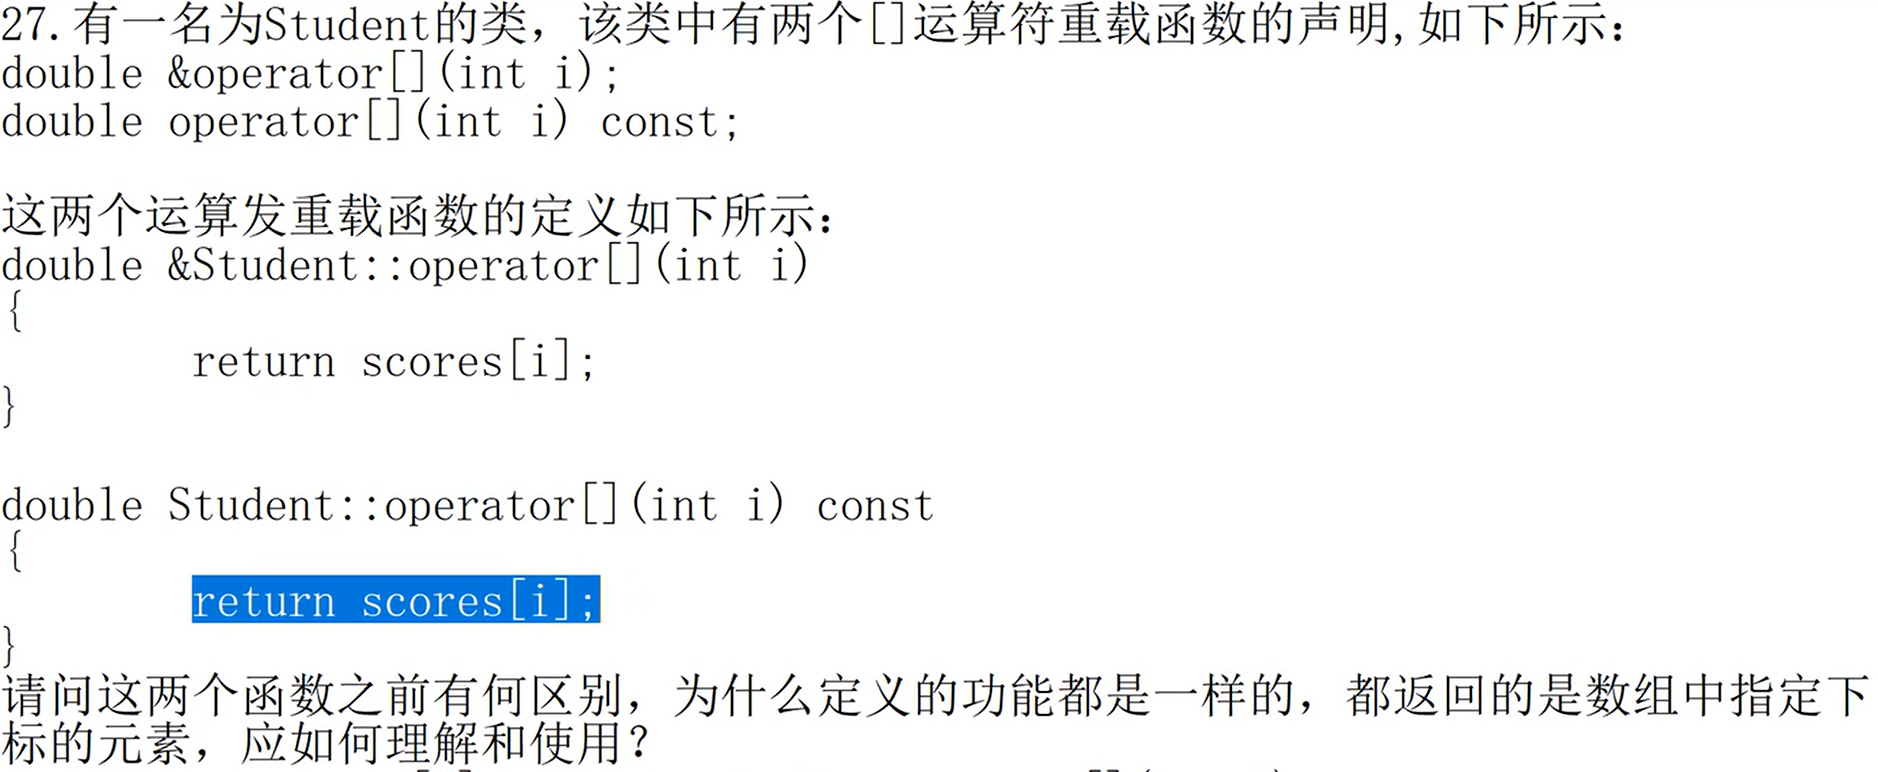 27.有一名为Student的类，该类中有两个[]运算符重载函数的声明,如下所示：
double &operator[](int i);
double operator[](int i) const;
这两个运算发重载函数的定义如下所示：
double &Student::operator[](int i)
{
return scores[i];
}
double Student::operator[](int i) const
{
return scores[i];
}
请问这两个函数之前有何区别，为什么定义的功能都是一样的，都返回的是数组中指定下
标的元素，应如何理解和使用？